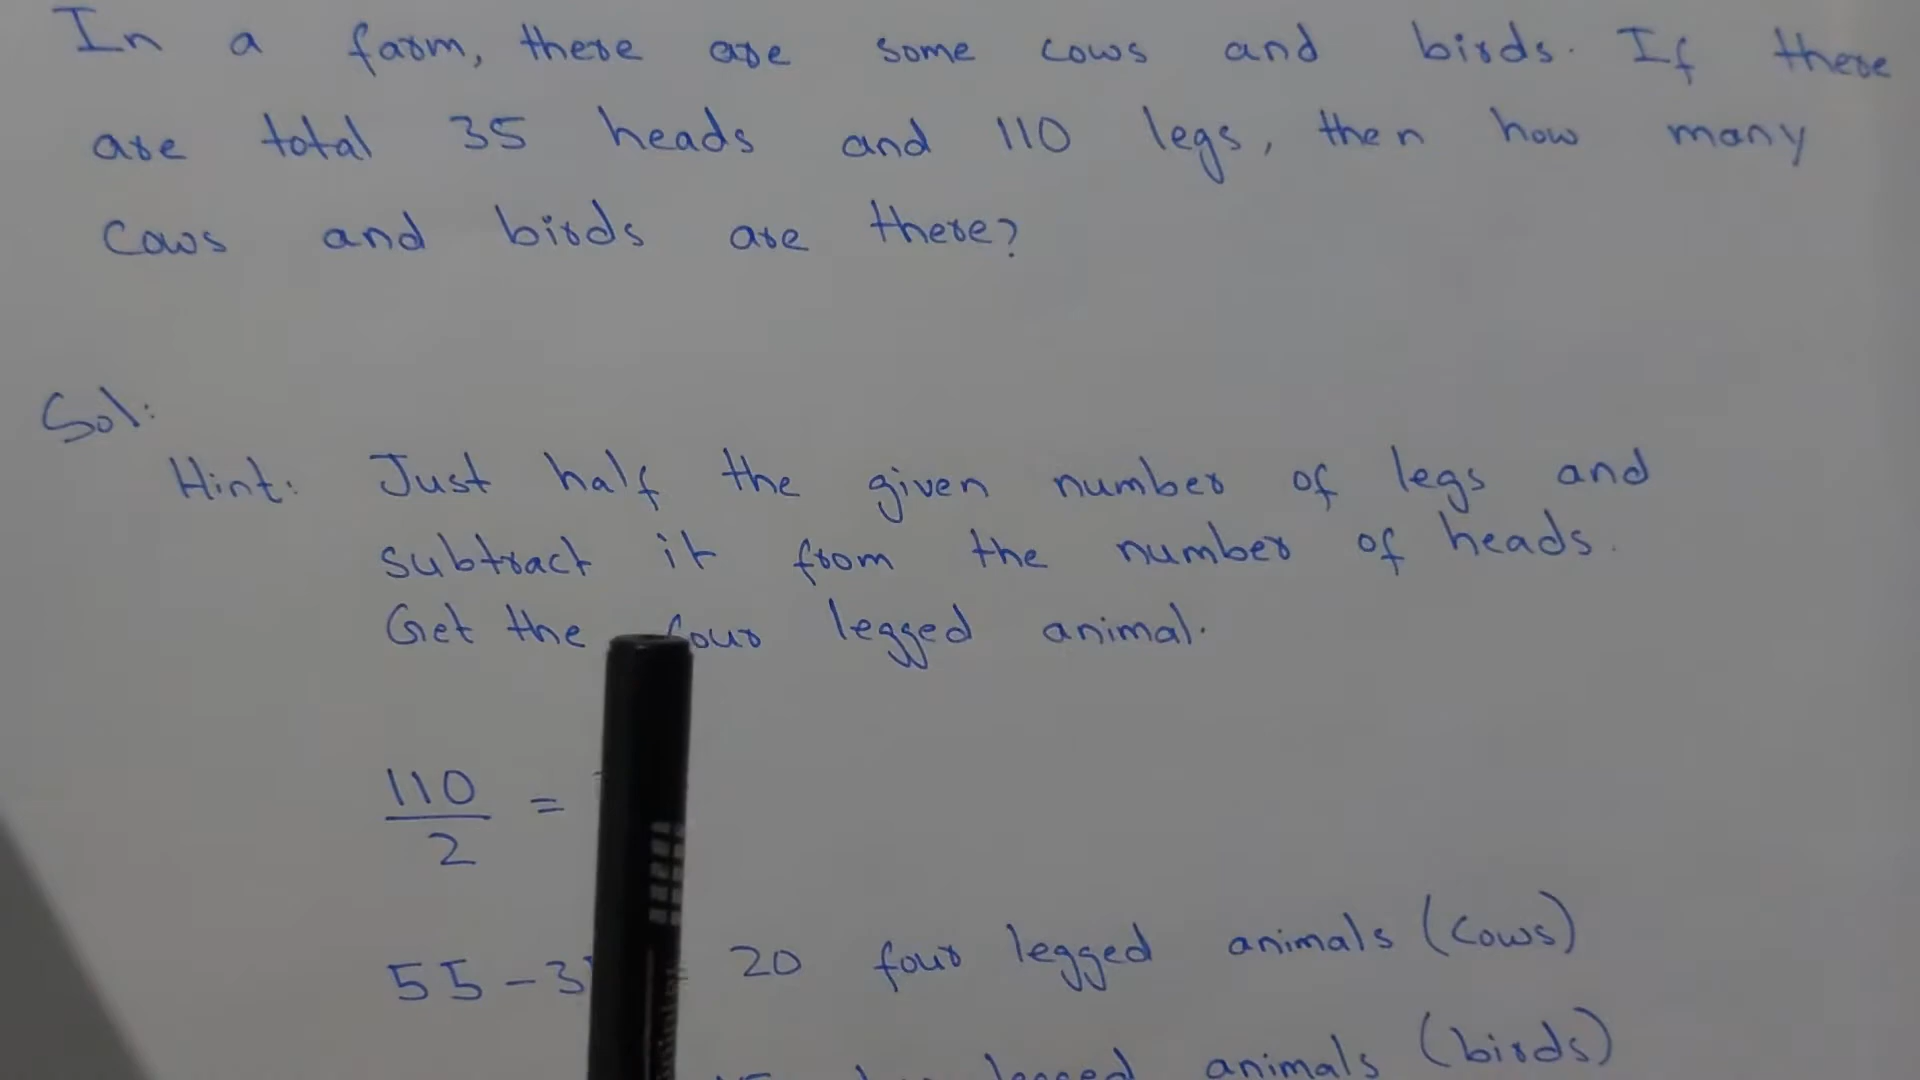 In a farm, there are some cows and birds. If there
are total 35 heads and 110 legs, then how many
cows and birds are there?
Sol:
Hint: Just half the given number of legs and
subtract it from the number of heads.
Get the four legged animal.
110
2
=
55 - 3 20 four legged animals (cows)
legged animals (birds)